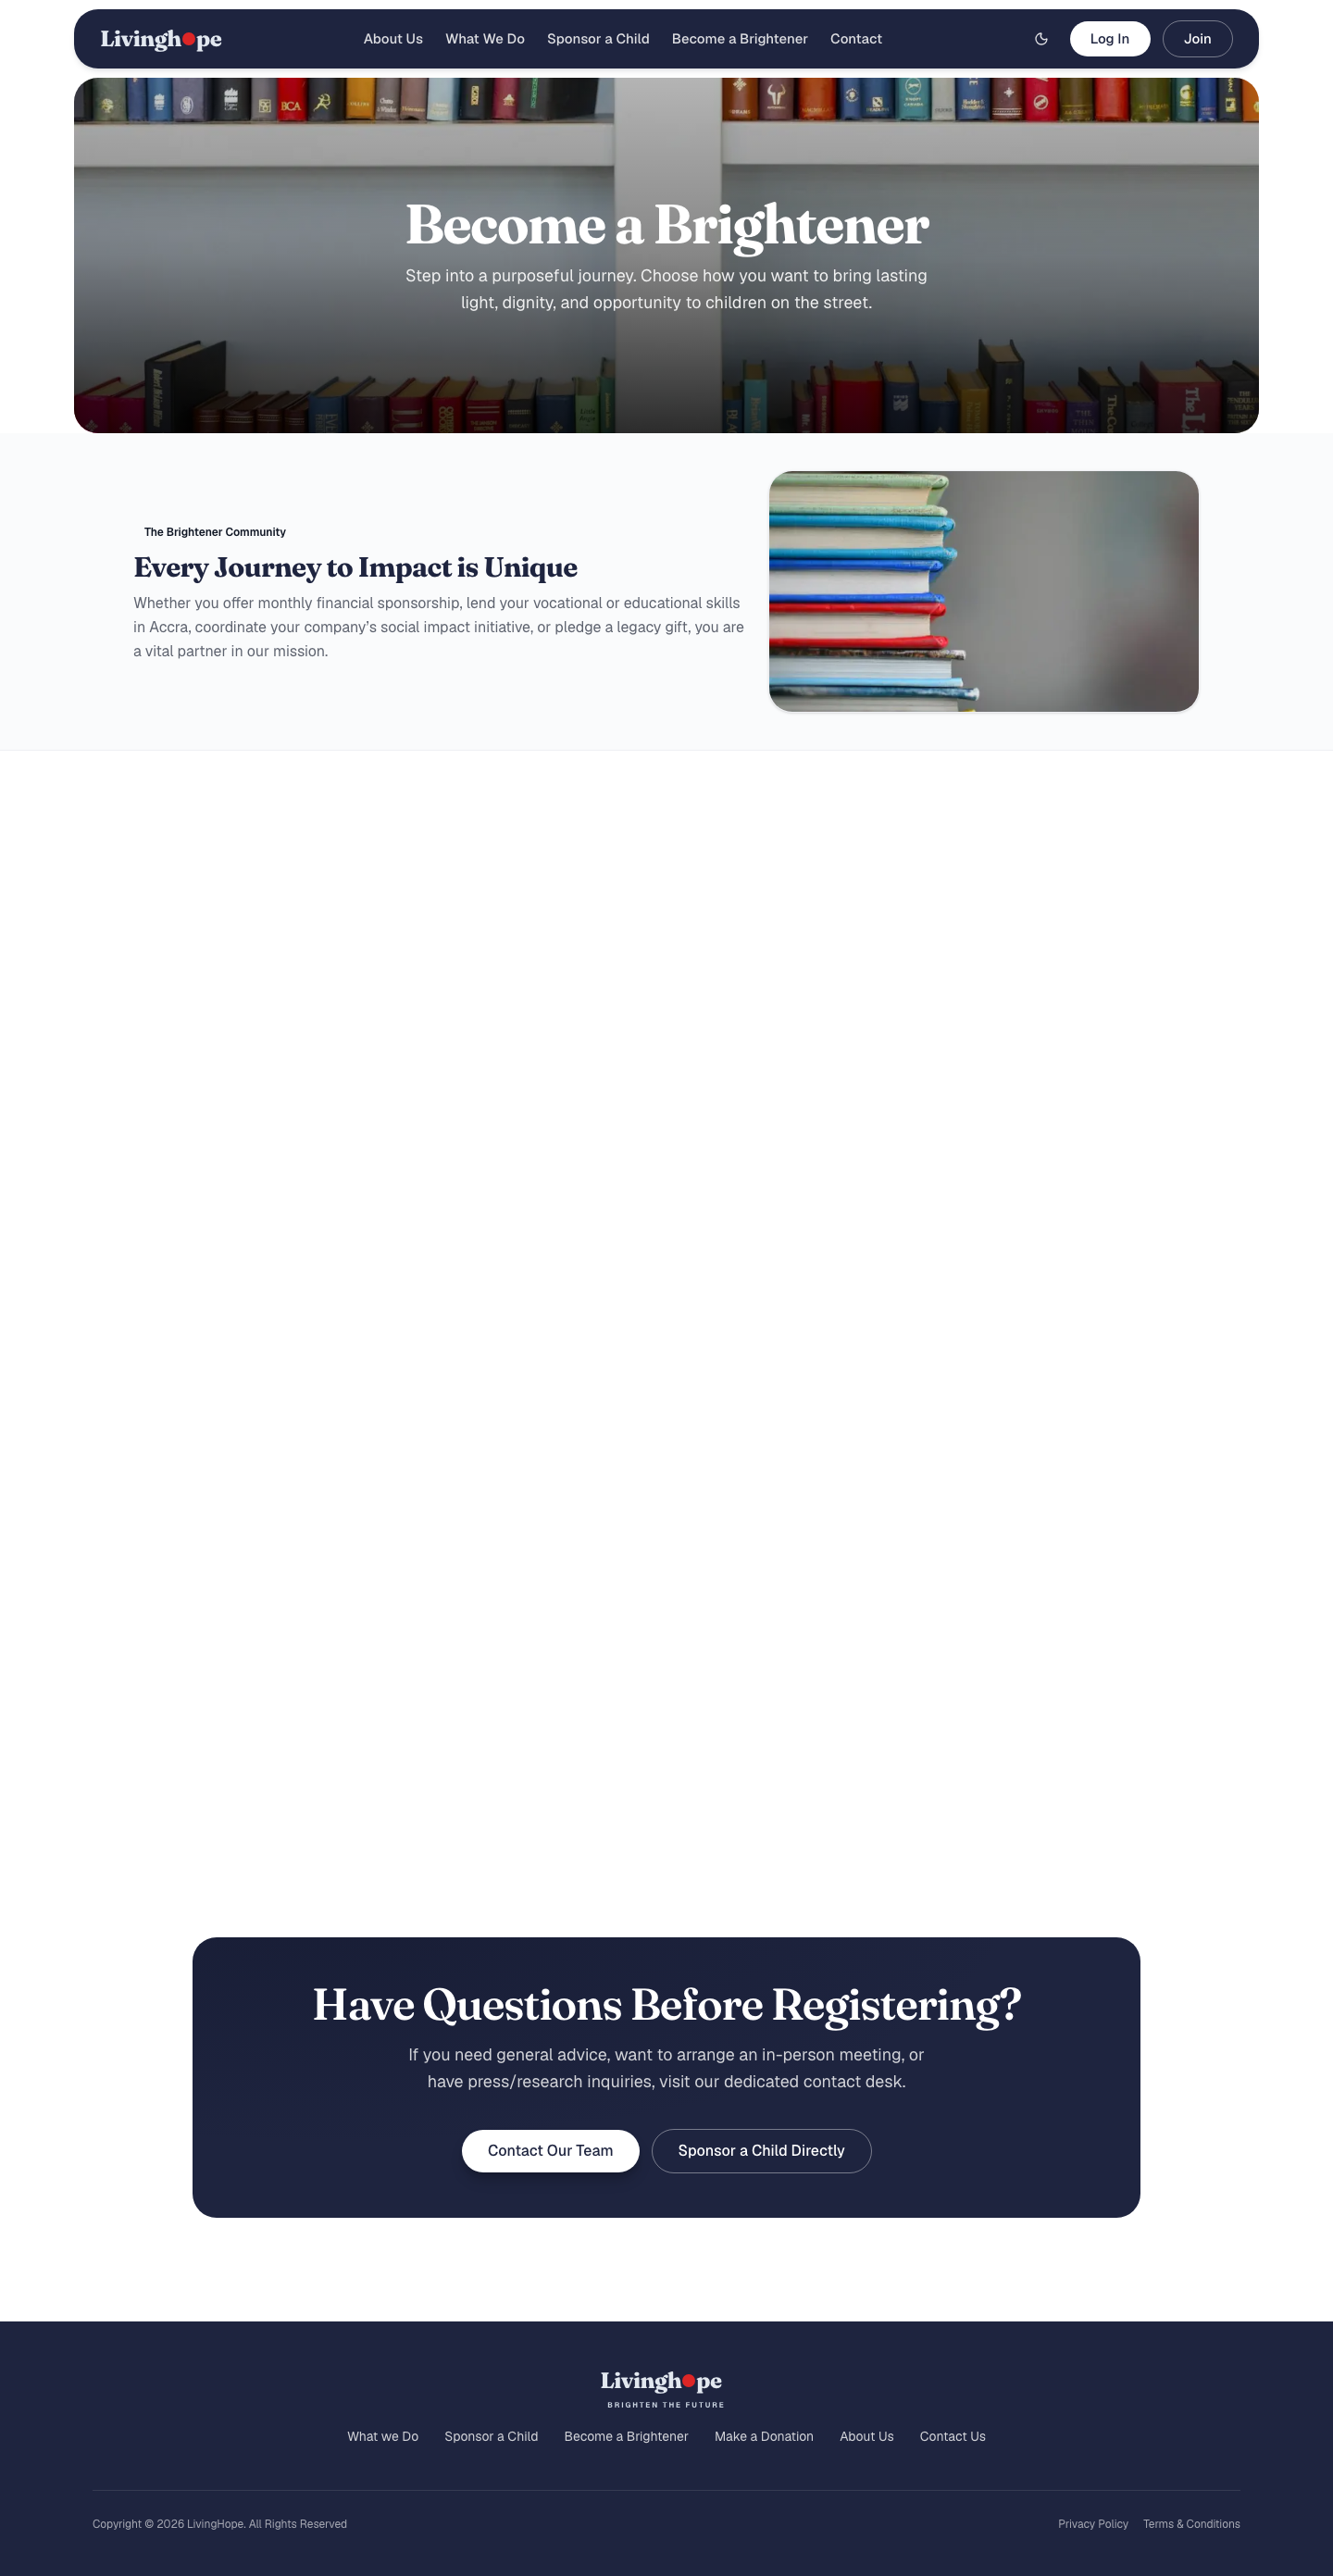 Livinghope
About Us
What We Do
Sponsor a Child
Become a Brightener
Contact
Log In
Join
BCA
Become a Brightener
Step into a purposeful journey. Choose how you want to bring lasting
light, dignity, and opportunity to children on the street.
The Brightener Community
Every Journey to Impact is Unique
Whether you offer monthly financial sponsorship, lend your vocational or educational skills
in Accra, coordinate your company’s social impact initiative, or pledge a legacy gift, you are
a vital partner in our mission.
Have Questions Before Registering?
If you need general advice, want to arrange an in-person meeting, or
have press/research inquiries, visit our dedicated contact desk.
Contact Our Team
Sponsor a Child Directly
Livinghope
BRIGHTEN THE FUTURE
What we Do
Sponsor a Child
Become a Brightener
Make a Donation
About Us
Contact Us
Copyright © 2026 LivingHope. All Rights Reserved
Privacy Policy
Terms & Conditions